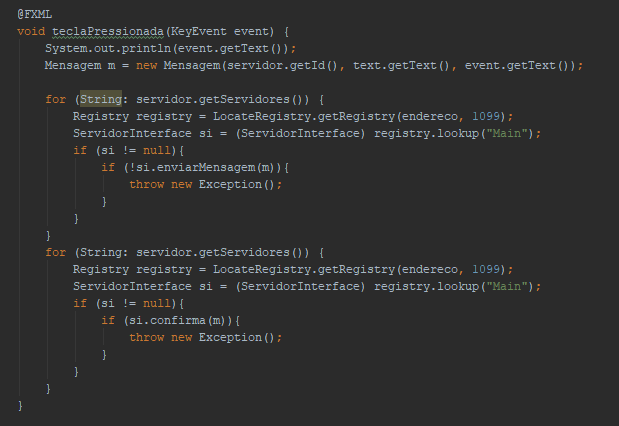 @FXML
void teclaPressionada(KeyEvent event) {
System.out.println(event.getText());
Mensagem m = new Mensagem(servidor.getId(), text.getText(), event.getText());
for (String: servidor.getServidores()) {
Registry registry = LocateRegistry.getRegistry(endereco, 1099);
ServidorInterface si = (ServidorInterface) registry.lookup("Main");
if (si != null){
if (!si.enviarMensagem(m)){
throw new Exception();
}
}
}
for (String: servidor.getServidores()) {
Registry registry = LocateRegistry.getRegistry(endereco, 1099);
ServidorInterface si = (ServidorInterface) registry.lookup("Main");
if (si != null){
if (si.confirma(m)){
throw new Exception();
}
}
}
}